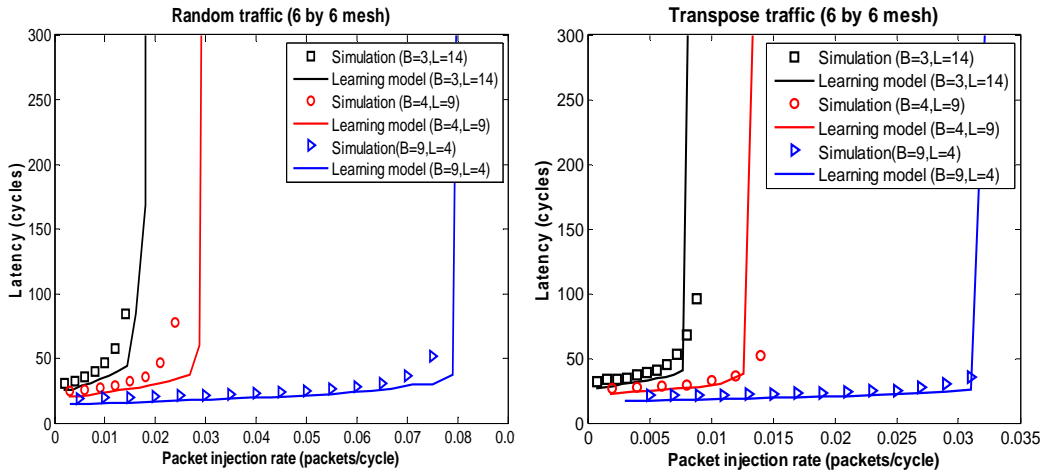 Random traffic (6 by 6 mesh)
Latency (cycles)
300
250
200
150
100
50
0
Simulation (B=3,L=14)
Learning model (B=3,L=14)
Simulation (B=4,L=9)
Learning model (B=4,L=9)
Simulation(B=9,L=4)
Learning model (B=9,L=4)
0 0.01 0.02 0.03 0.04 0.05 0.06 0.07 0.08 0.0
Packet injection rate (packets/cycle)
Transpose traffic (6 by 6 mesh)
Latency (cycles)
300
250
200
150
100
50
0
Simulation (B=3,L=14)
Learning model (B=3,L=14)
Simulation (B=4,L=9)
Learning model (B=4,L=9)
Simulation(B=9,L=4)
Learning model (B=9,L=4)
0 0.005 0.01 0.015 0.02 0.025 0.03 0.035
Packet injection rate (packets/cycle)